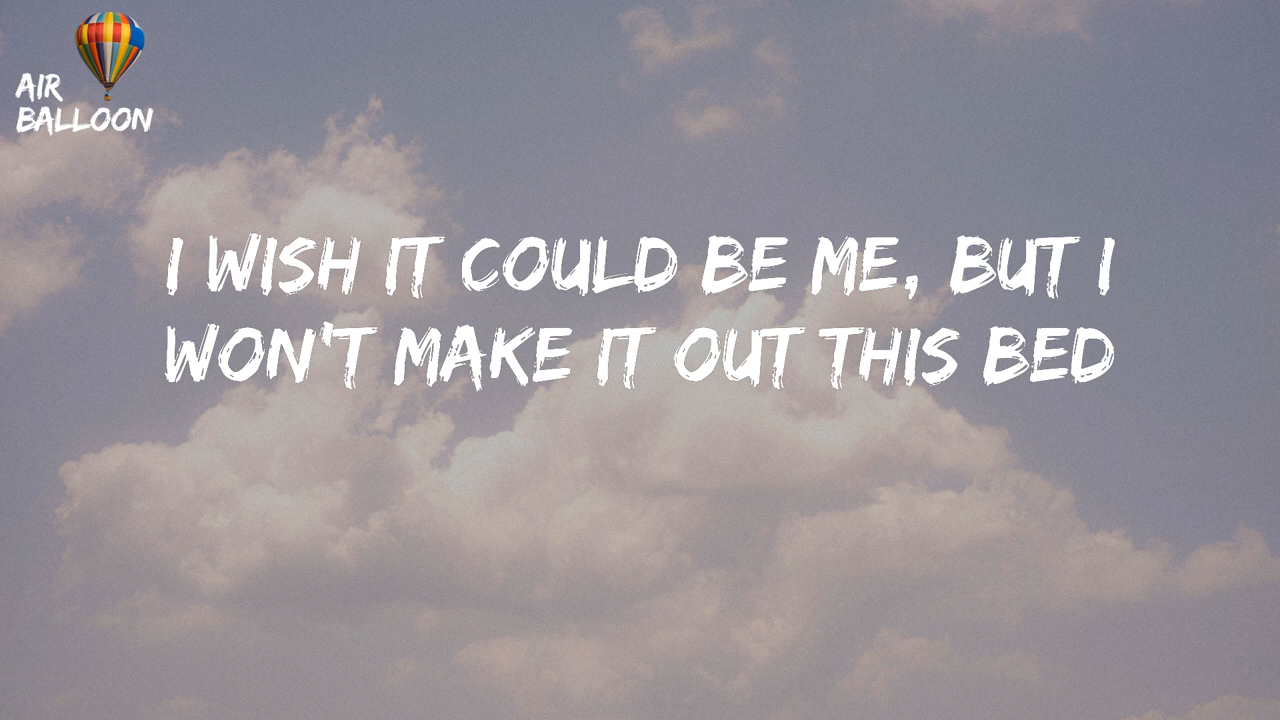 AIR
BALLOON
I WISH IT COULD BE ME, BUT I
WON'T MAKE IT OUT THIS BED